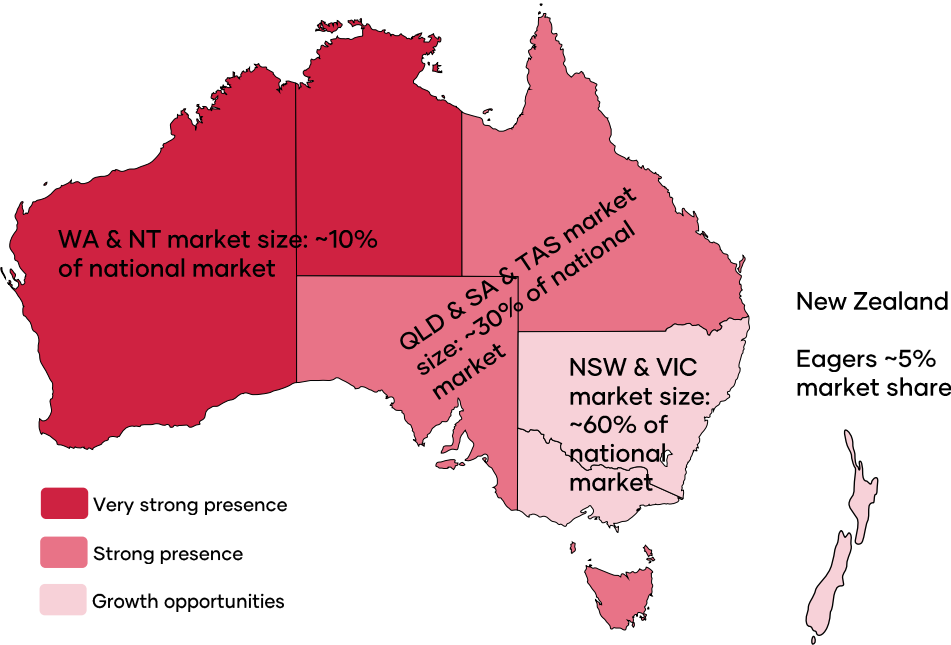 WA & NT market size: ~10%
of national market
QLD & SA & TAS market
size: ~30% of national
market
NSW & VIC
market size:
~60% of
national
market
New Zealand
Eagers ~5%
market share
Very strong presence
Strong presence
Growth opportunities